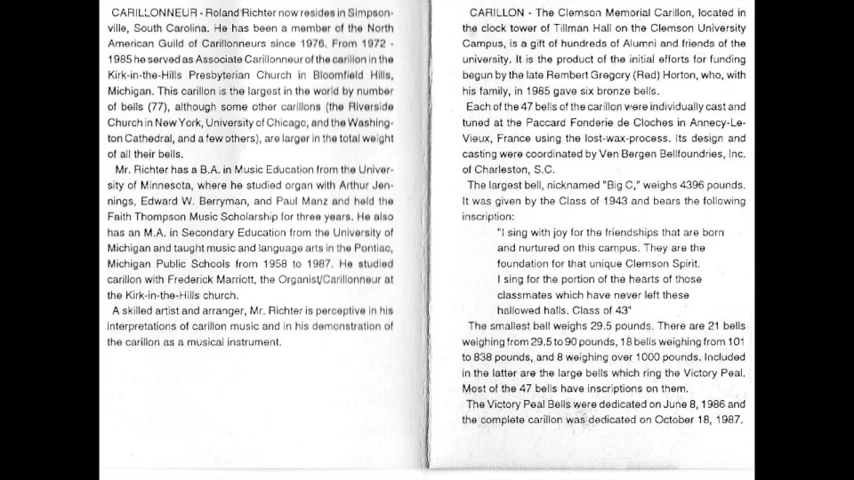 CARILLONNEUR - Roland Richter now resides in Simpson-
ville, South Carolina. He has been a member of the North
American Guild of Carillonneurs since 1976. From 1972 -
1985 he served as Associate Carillonneur of the carillon in the
Kirk-in-the-Hills Presbyterian Church in Bloomfield Hills,
Michigan. This carillon is the largest in the world by number
of bells (77), although some other carillons (the Riverside
Church in New York, University of Chicago, and the Washing-
ton Cathedral, and a few others), are larger in the total weight
of all their bells.
Mr. Richter has a B.A. in Music Education from the Univer-
sity of Minnesota, where he studied organ with Arthur Jen-
nings, Edward W. Berryman, and Paul Manz and held the
Faith Thompson Music Scholarship for three years. He also
has an M.A. in Secondary Education from the University of
Michigan and taught music and language arts in the Pontiac,
Michigan Public Schools from 1958 to 1987. He studied
carillon with Frederick Marriott, the Organist/Carillonneur at
the Kirk-in-the-Hills church.
A skilled artist and arranger, Mr. Richter is perceptive in his
interpretations of carillon music and in his demonstration of
the carillon as a musical instrument.
CARILLON - The Clemson Memorial Carillon, located in
the clock tower of Tillman Hall on the Clemson University
Campus, is a gift of hundreds of Alumni and friends of the
university. It is the product of the initial efforts for funding
begun by the late Rembert Gregory (Red) Horton, who, with
his family, in 1985 gave six bronze bells.
Each of the 47 bells of the carillon were individually cast and
tuned at the Paccard Fonderie de Cloches in Annecy-Le-
Vieux, France using the lost-wax-process. Its design and
casting were coordinated by Ven Bergen Bellfoundries, Inc.
of Charleston, S.C.
The largest bell, nicknamed "Big C," weighs 4396 pounds.
It was given by the Class of 1943 and bears the following
inscription:
"I sing with joy for the friendships that are born
and nurtured on this campus. They are the
foundation for that unique Clemson Spirit.
I sing for the portion of the hearts of those
classmates which have never left these
hallowed halls. Class of 43"
The smallest bell weighs 29.5 pounds. There are 21 bells
weighing from 29.5 to 90 pounds, 18 bells weighing from 101
to 838 pounds, and 8 weighing over 1000 pounds. Included
in the latter are the large bells which ring the Victory Peal.
Most of the 47 bells have inscriptions on them.
The Victory Peal Bells were dedicated on June 8, 1986 and
the complete carillon was dedicated on October 18, 1987.